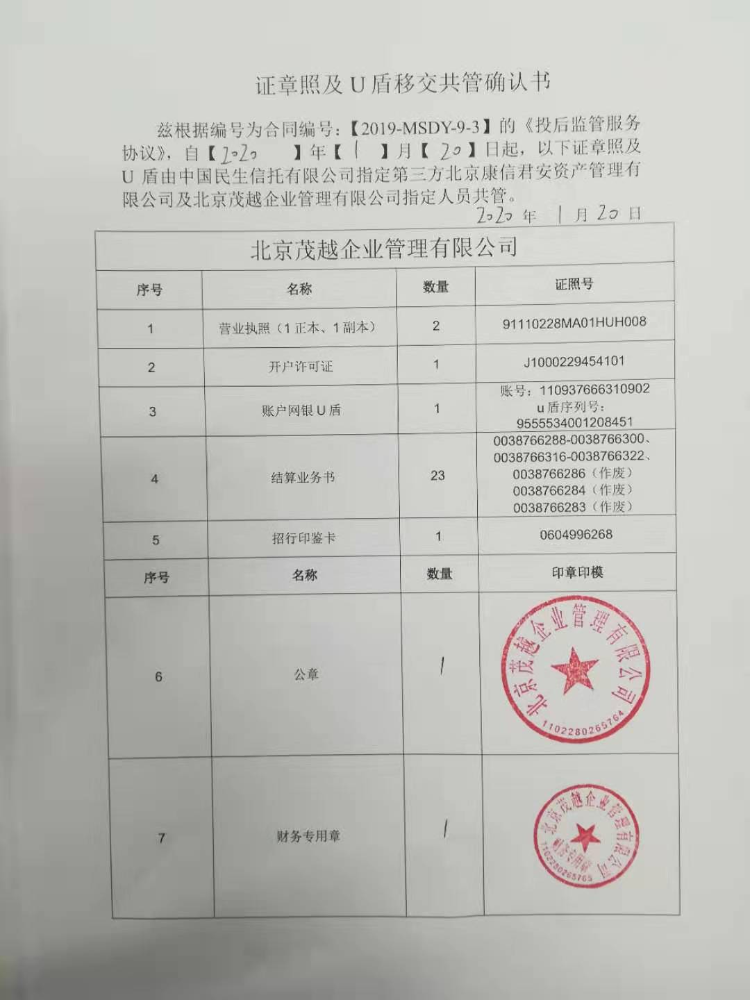 证章照及 U 盾移交共管确认书
兹根据编号为合同编号：【2019-MSDY-9-3】的《投后监管服务
协议》，自【2020 】年【1 】月【20】日起，以下证章照及
U 盾由中国民生信托有限公司指定第三方北京康信君安资产管理有
限公司及北京茂越企业管理有限公司指定人员共管。
2020 年 1 月 20 日
北京茂越企业管理有限公司
序号 名称 数量 证照号
1 营业执照（1 正本、1 副本） 2 91110228MA01HUH008
2 开户许可证 1 J1000229454101
3 账户网银 U 盾 1 账号：110937666310902
u 盾序列号：
9555534001208451
4 结算业务书 23 0038766288-0038766300、
0038766316-0038766322、
0038766286（作废）
0038766284（作废）
0038766283（作废）
5 招行印鉴卡 1 0604996268
序号 名称 数量 印章印模
6 公章 1
北京茂越企业管理有限公司
1102280265764
7 财务专用章 1
北京茂越企业管理有限公司
财务专用章
1102280265765